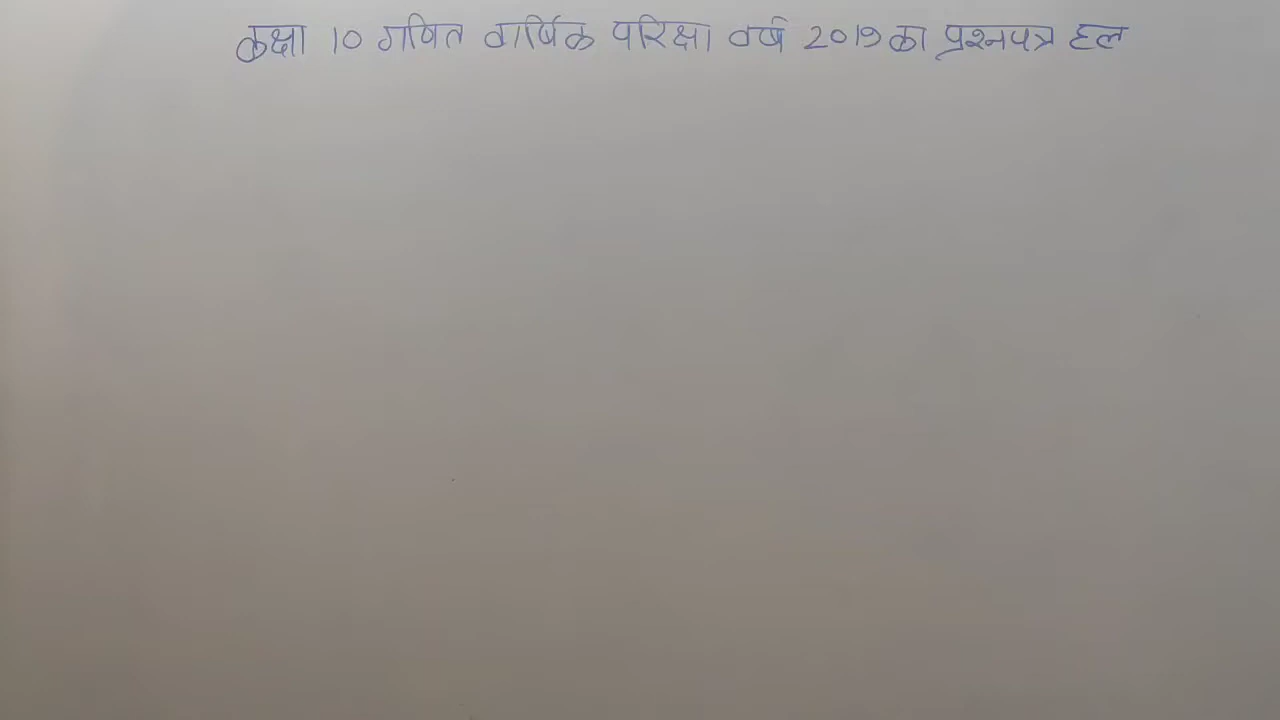 कक्षा 10 गणित वार्षिक परिक्षा वर्ष 2019 का प्रश्नपत्र हल